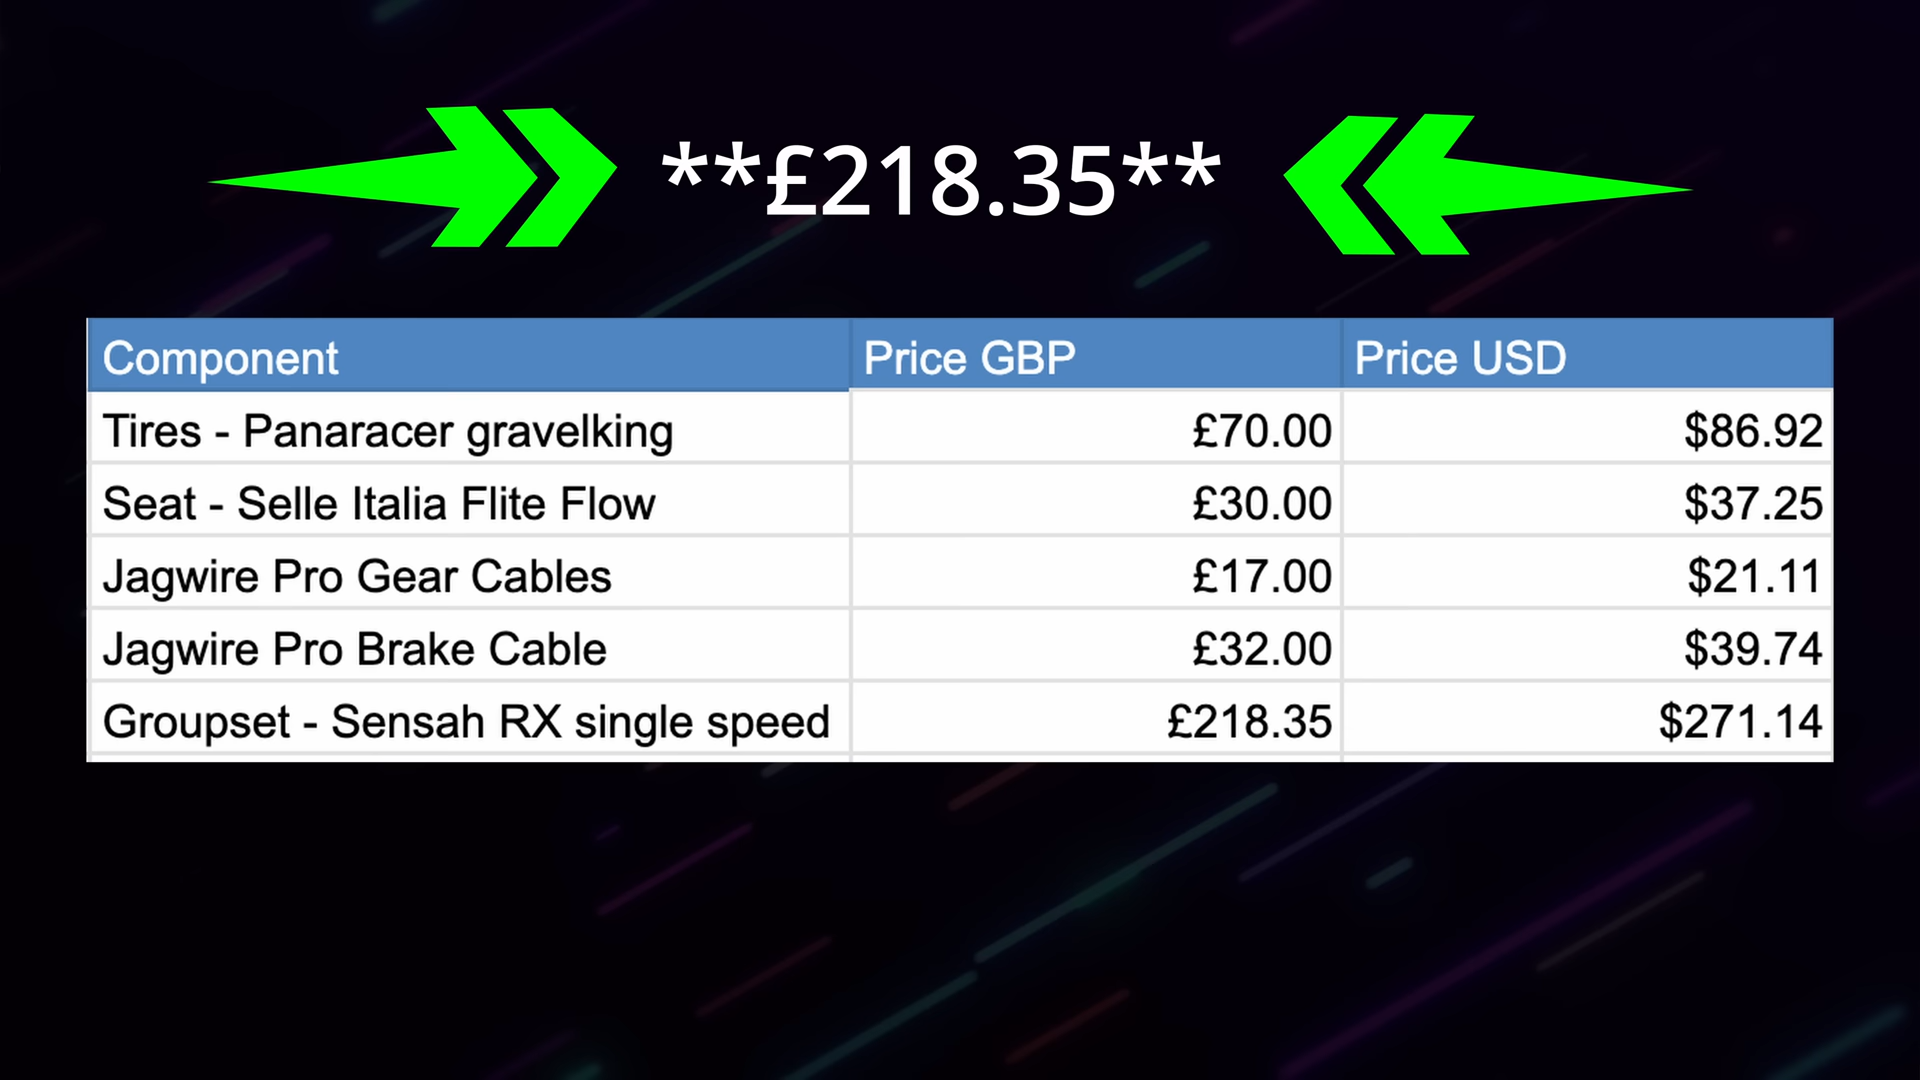 **£218.35**
Component Price GBP Price USD
Tires - Panaracer gravelking £70.00 $86.92
Seat - Selle Italia Flite Flow £30.00 $37.25
Jagwire Pro Gear Cables £17.00 $21.11
Jagwire Pro Brake Cable £32.00 $39.74
Groupset - Sensah RX single speed £218.35 $271.14